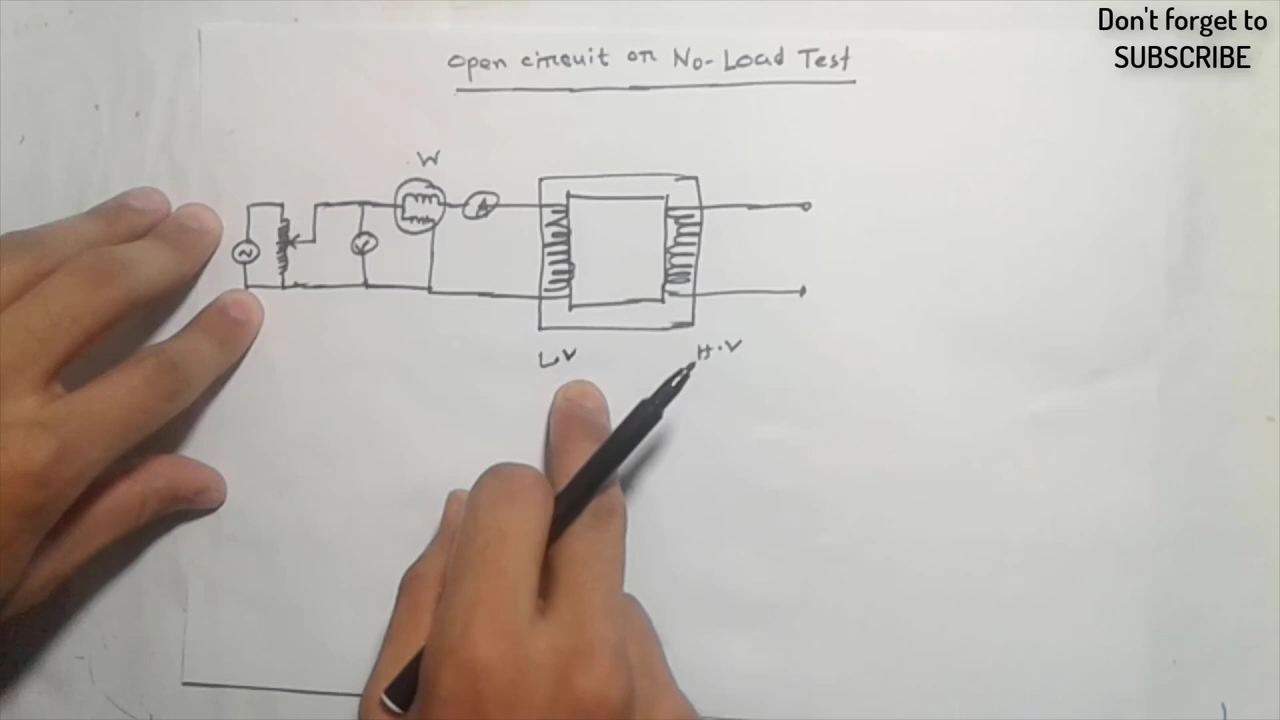 Don't forget to
SUBSCRIBE
Open circuit or No-Load Test
W
A
V
L.V
H.V